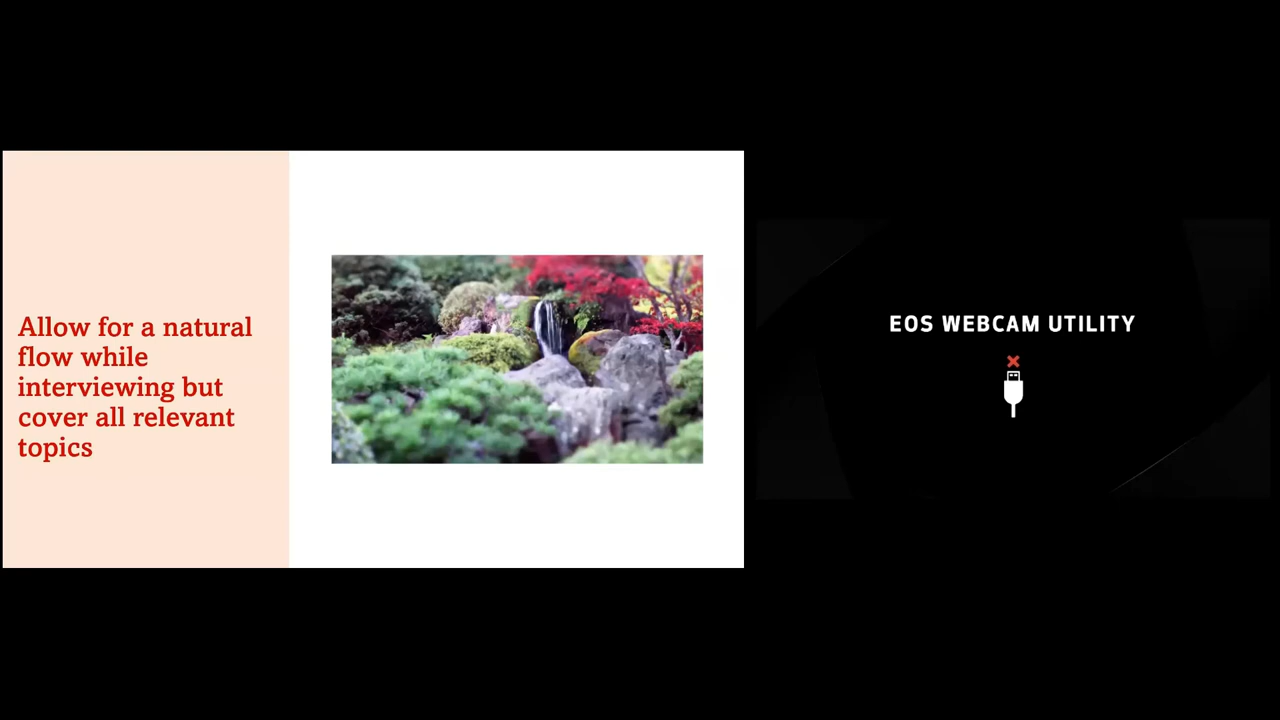 Allow for a natural
flow while
interviewing but
cover all relevant
topics
EOS WEBCAM UTILITY